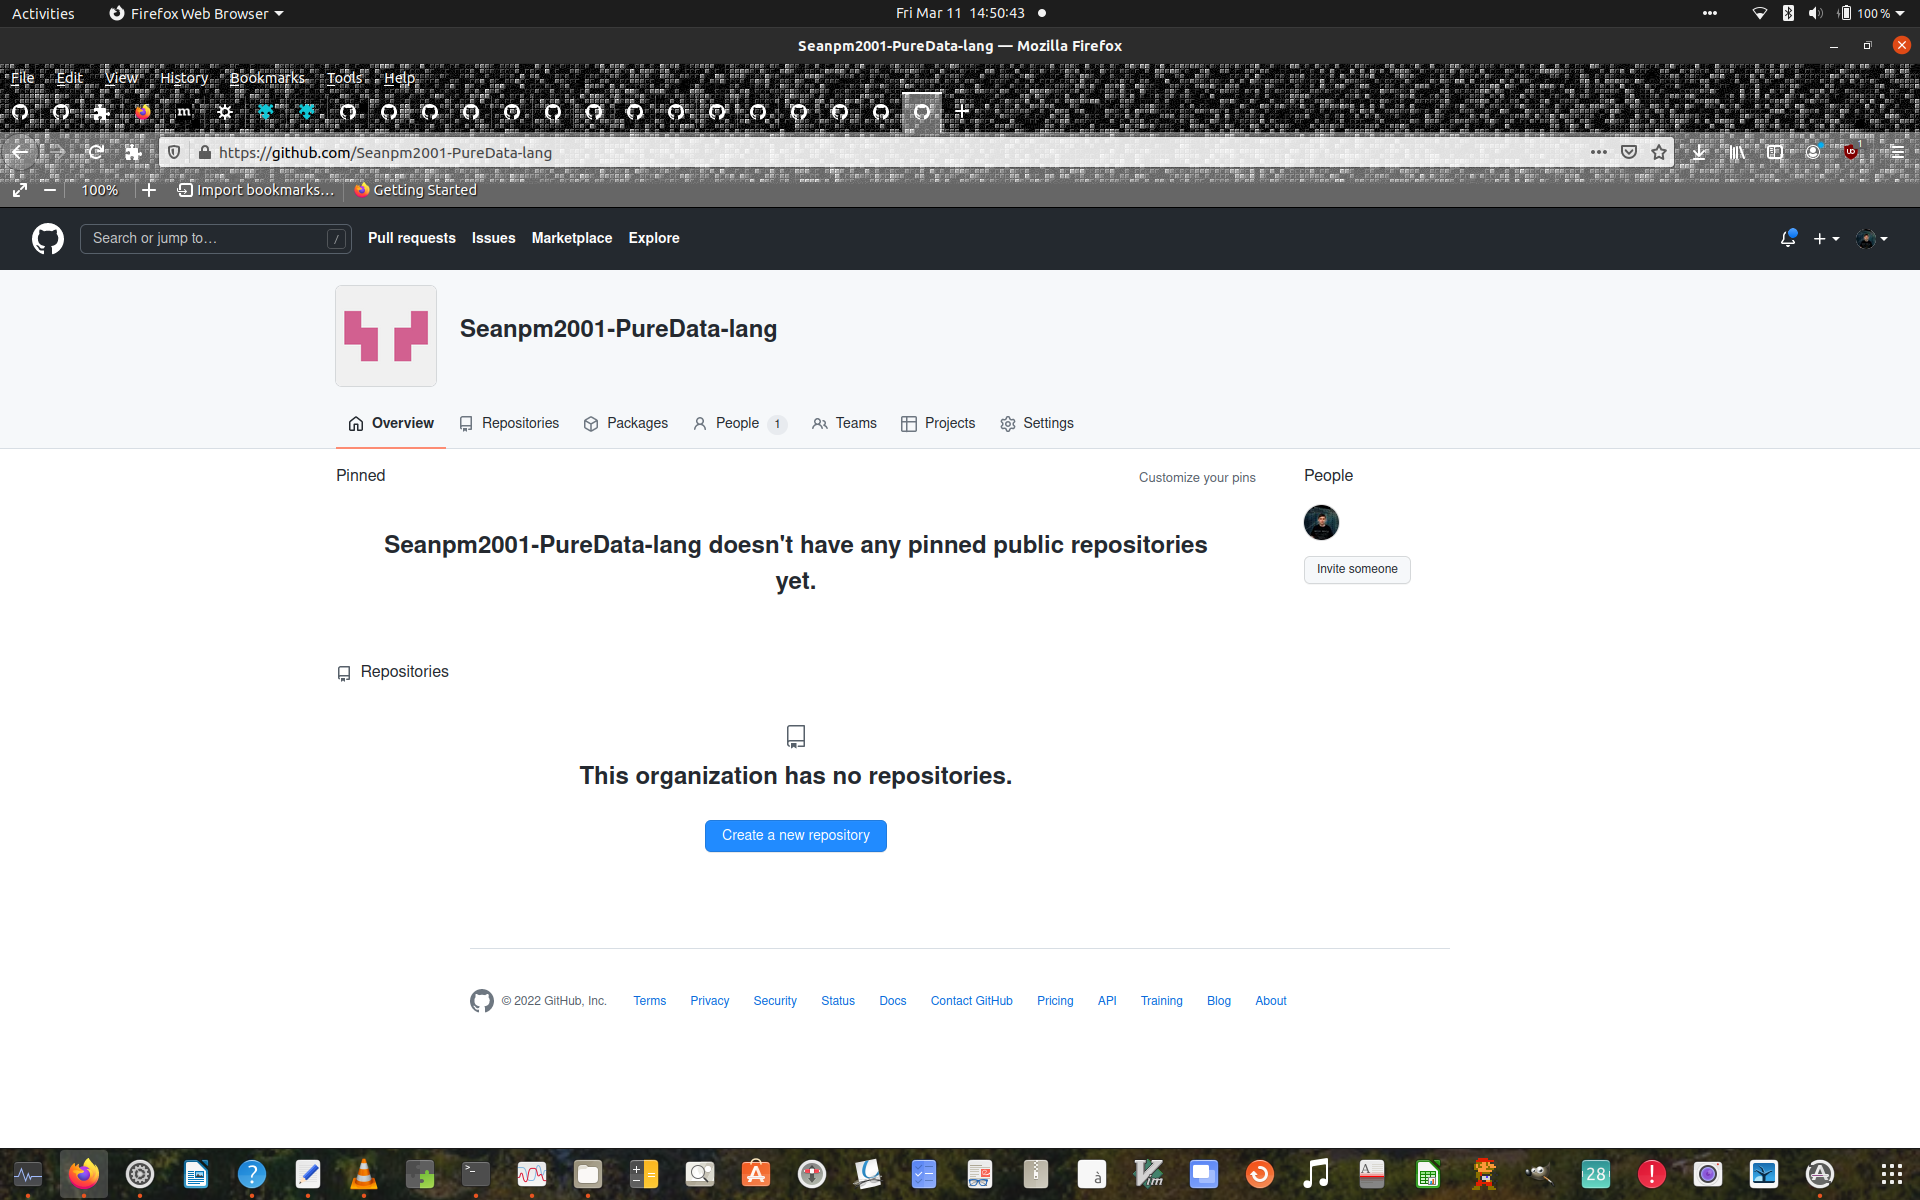 Activities Firefox Web Browser Fri Mar 11 14:50:43 100 %
Seanpm2001-PureData-lang — Mozilla Firefox
File Edit View History Bookmarks Tools Help
m
https://github.com/Seanpm2001-PureData-lang
100% Import bookmarks... Getting Started
Search or jump to... / Pull requests Issues Marketplace Explore
Seanpm2001-PureData-lang
Overview Repositories Packages People 1 Teams Projects Settings
Pinned Customize your pins People
Seanpm2001-PureData-lang doesn't have any pinned public repositories
yet.
Invite someone
Repositories
This organization has no repositories.
Create a new repository
© 2022 GitHub, Inc. Terms Privacy Security Status Docs Contact GitHub Pricing API Training Blog About
28